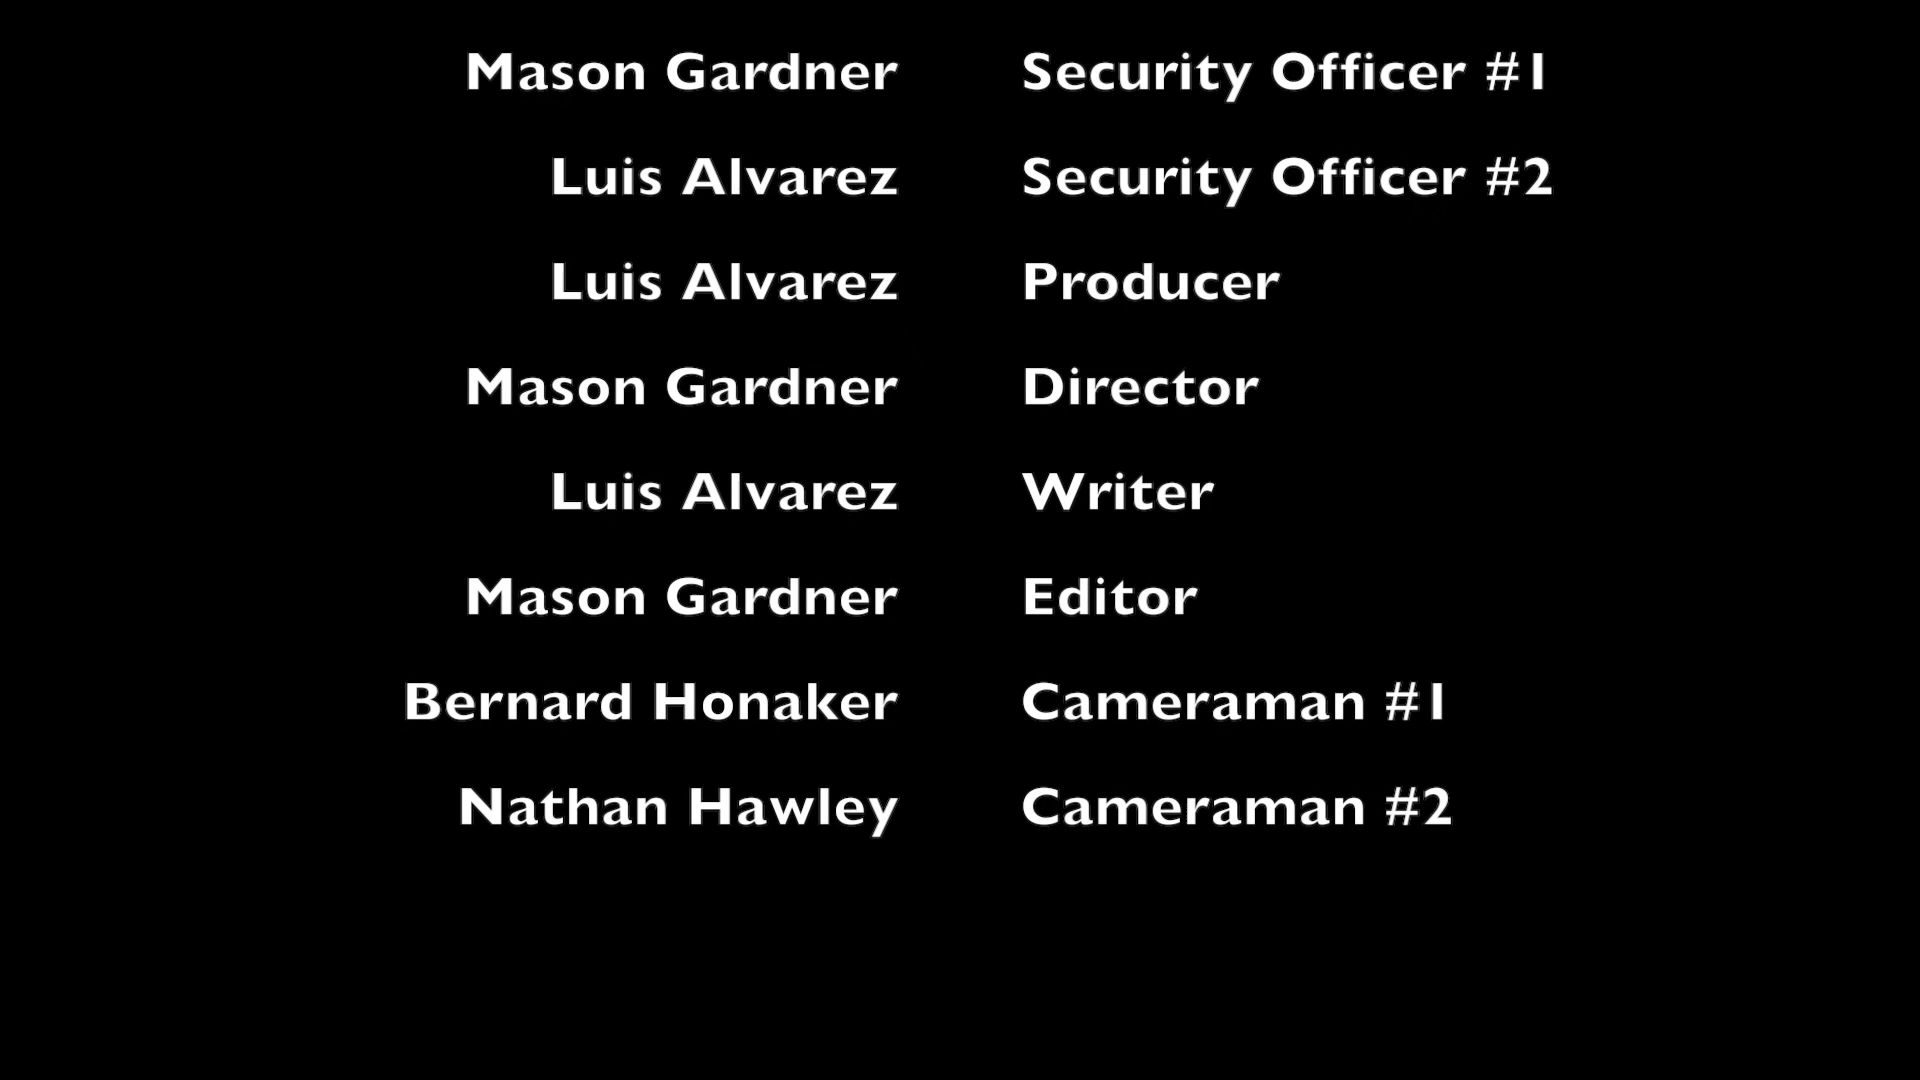 Mason Gardner Security Officer #1
Luis Alvarez Security Officer #2
Luis Alvarez Producer
Mason Gardner Director
Luis Alvarez Writer
Mason Gardner Editor
Bernard Honaker Cameraman #1
Nathan Hawley Cameraman #2